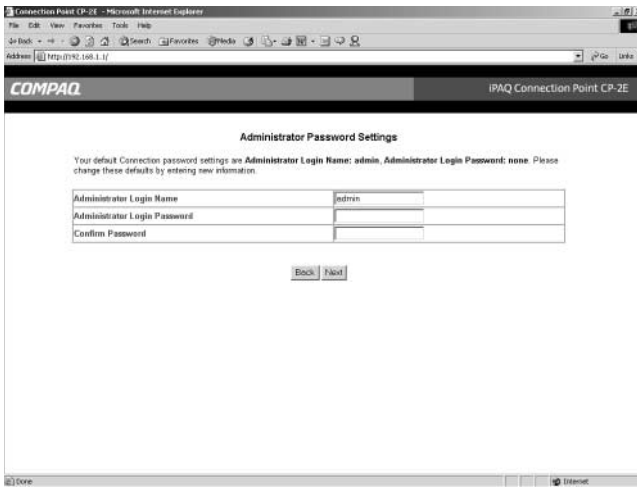 Connection Point CP-2E - Microsoft Internet Explorer
File Edit View Favorites Tools Help
Back Search Favorites Media
Address http://192.168.1.1/ Go Links
COMPAQ iPAQ Connection Point CP-2E
Administrator Password Settings
Your default Connection password settings are Administrator Login Name: admin, Administrator Login Password: none. Please
change these defaults by entering new information.
Administrator Login Name admin
Administrator Login Password
Confirm Password
Back Next
Done Internet